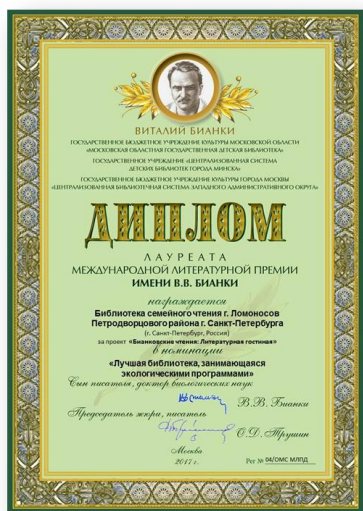 ВИТАЛИЙ БИАНКИ
ГОСУДАРСТВЕННОЕ БЮДЖЕТНОЕ УЧРЕЖДЕНИЕ КУЛЬТУРЫ МОСКОВСКОЙ ОБЛАСТИ
«МОСКОВСКАЯ ОБЛАСТНАЯ ГОСУДАРСТВЕННАЯ ДЕТСКАЯ БИБЛИОТЕКА»
ГОСУДАРСТВЕННОЕ УЧРЕЖДЕНИЕ «ЦЕНТРАЛИЗОВАННАЯ СИСТЕМА
ДЕТСКИХ БИБЛИОТЕК ГОРОДА МИНСКА»
ГОСУДАРСТВЕННОЕ БЮДЖЕТНОЕ УЧРЕЖДЕНИЕ КУЛЬТУРЫ ГОРОДА МОСКВЫ
«ЦЕНТРАЛИЗОВАННАЯ БИБЛИОТЕЧНАЯ СИСТЕМА ЗАПАДНОГО АДМИНИСТРАТИВНОГО ОКРУГА»
ДИПЛОМ
ЛАУРЕАТА
МЕЖДУНАРОДНОЙ ЛИТЕРАТУРНОЙ ПРЕМИИ
ИМЕНИ В.В. БИАНКИ
награждается
Библиотека семейного чтения г. Ломоносов
Петродворцового района г. Санкт-Петербурга
(г. Санкт-Петербург, Россия)
за проект «Бианковские чтения: Литературная гостиная»
в номинации
«Лучшая библиотека, занимающаяся
экологическими программами»
Сын писателя, доктор биологических наук
В.В. Бианки
Председатель жюри, писатель
О.Д. Трушин
Москва
2017 г.
Рег № 04/ОМС МЛПД